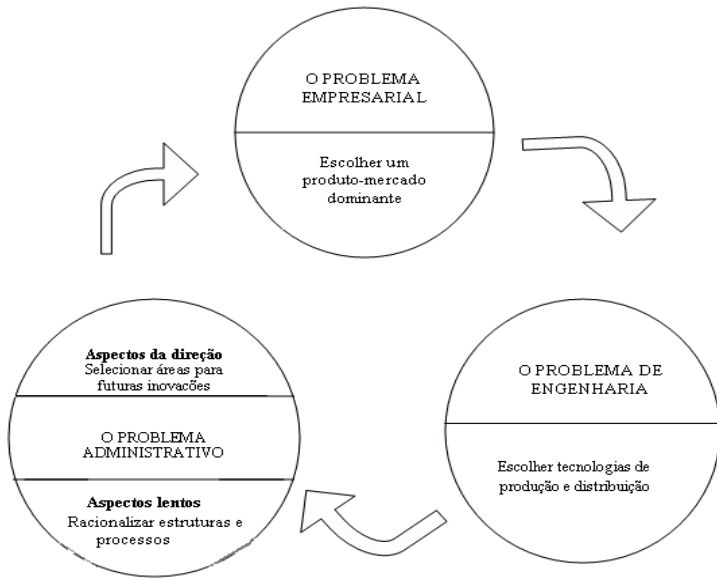 O PROBLEMA
EMPRESARIAL
Escolher um
produto-mercado
dominante
Aspectos da direção
Selecionar áreas para
futuras inovacões
O PROBLEMA
ADMINISTRATIVO
Aspectos lentos
Racionalizar estruturas e
processos
O PROBLEMA DE
ENGENHARIA
Escolher tecnologias de
produção e distribuição